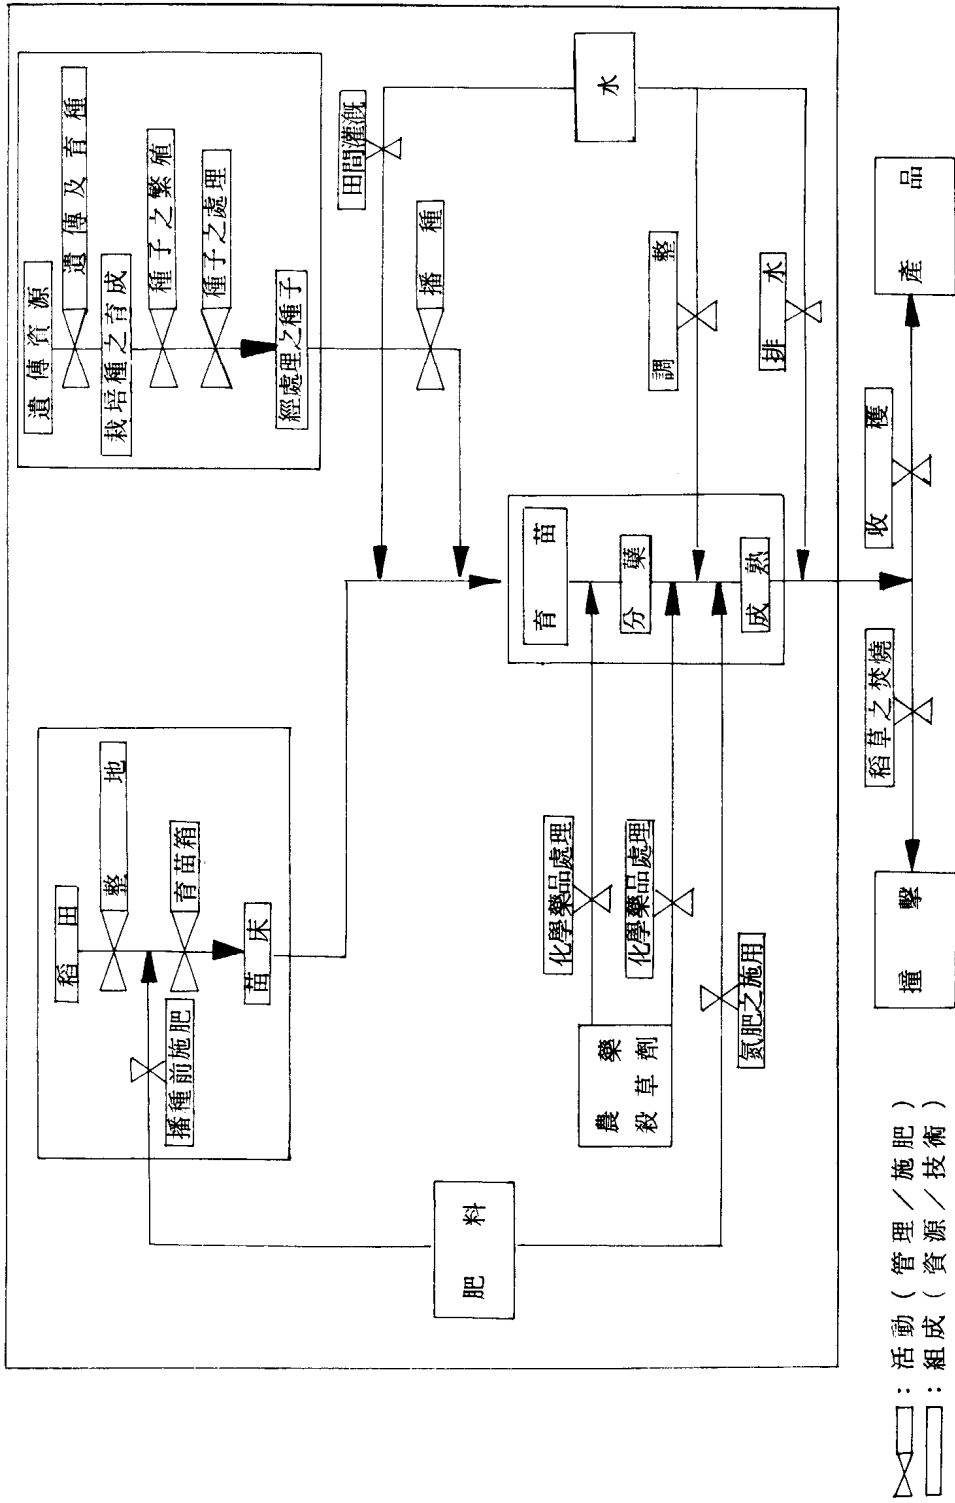 遺傳資源
遺傳及育種
栽培種之育成
種子之繁殖
種子之處理
經處理之種子
田間灌溉
播種
水
調整
排水
稻田
整地
播種前施肥
育苗箱
苗床
肥料
育苗
分蘗
成熟
化學藥品處理
化學藥品處理
農藥
殺草劑
氮肥之施用
稻草之焚燒
收穫
撞擊
產品
：活動（管理／施肥）
：組成（資源／技術）